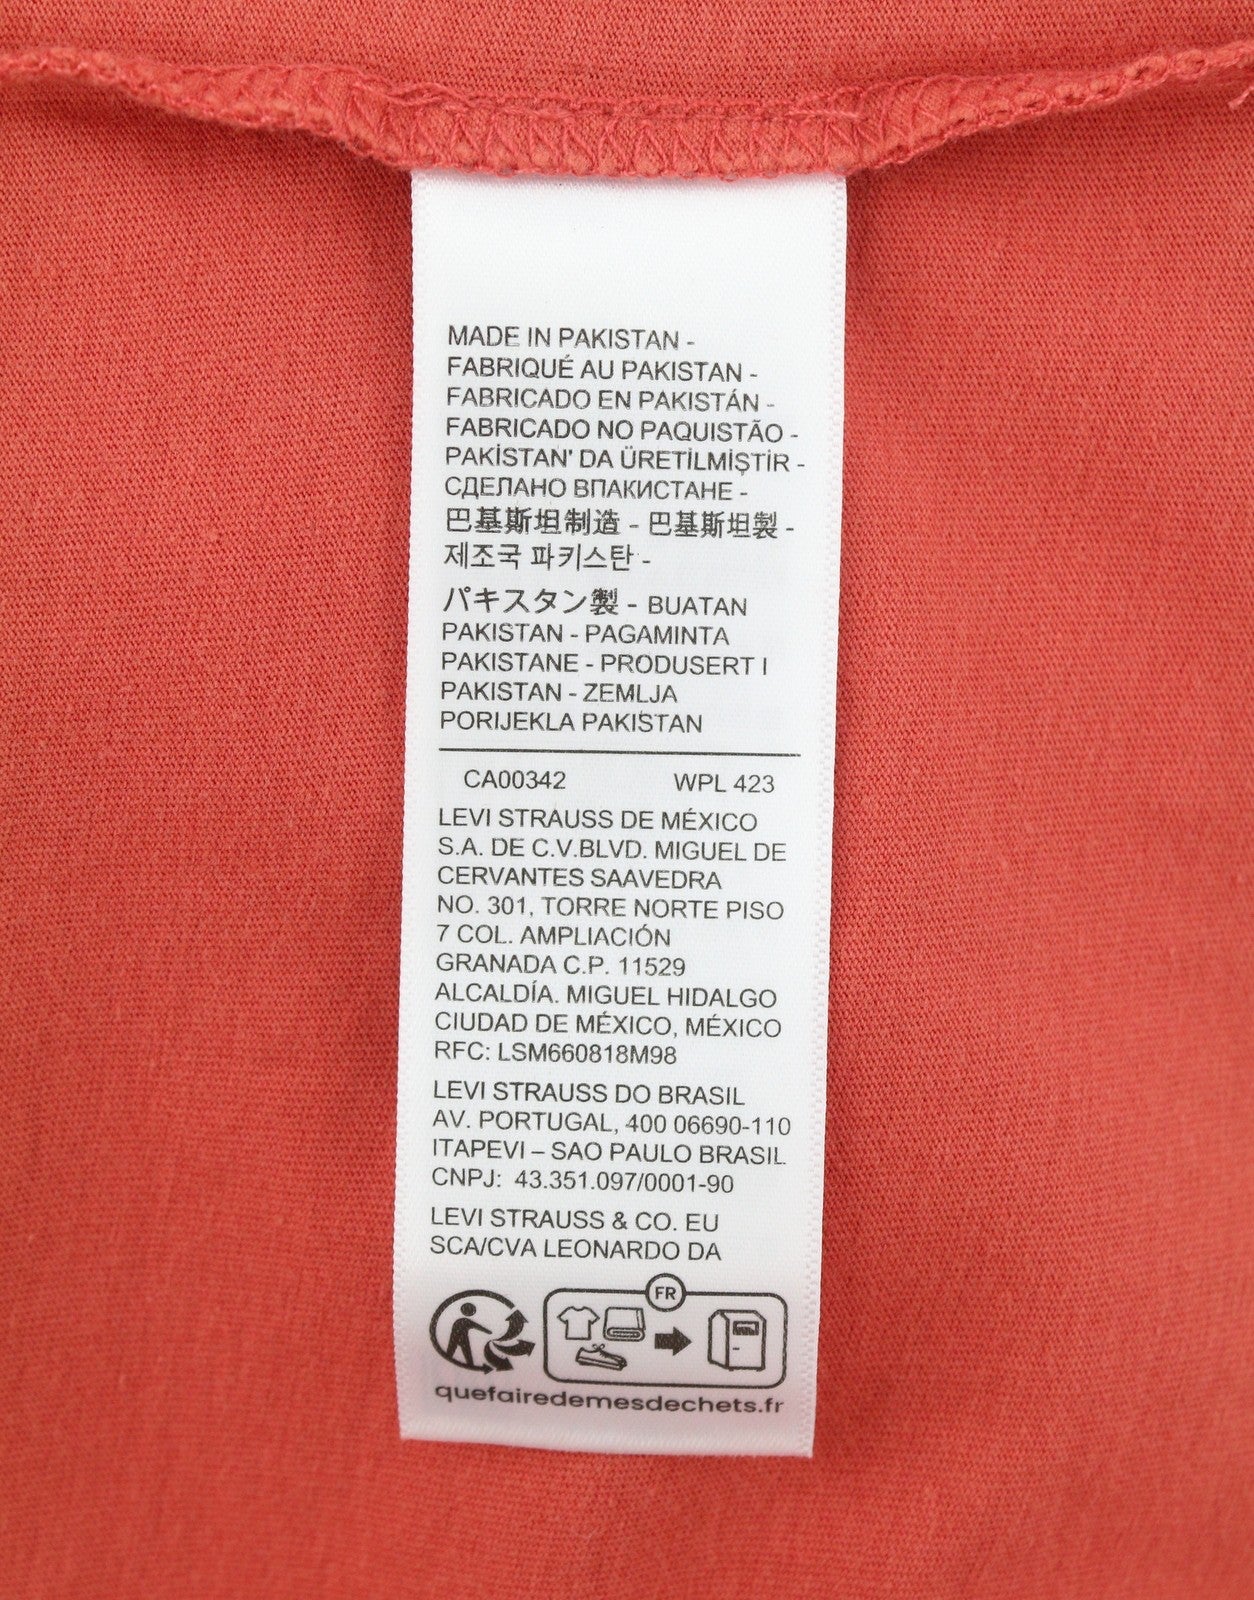 MADE IN PAKISTAN -
FABRIQUÉ AU PAKISTAN -
FABRICADO EN PAKISTÁN -
FABRICADO NO PAQUISTÃO -
PAKİSTAN' DA ÜRETİLMİŞTİR -
СДЕЛАНО ВПАКИСТАНЕ -
巴基斯坦制造 - 巴基斯坦製 -
제조국 파키스탄 -
パキスタン製 - BUATAN
PAKISTAN - PAGAMINTA
PAKISTANE - PRODUSERT I
PAKISTAN - ZEMLJA
PORIJEKLA PAKISTAN
CA00342 WPL 423
LEVI STRAUSS DE MÉXICO
S.A. DE C.V.BLVD. MIGUEL DE
CERVANTES SAAVEDRA
NO. 301, TORRE NORTE PISO
7 COL. AMPLIACIÓN
GRANADA C.P. 11529
ALCALDÍA. MIGUEL HIDALGO
CIUDAD DE MÉXICO, MÉXICO
RFC: LSM660818M98
LEVI STRAUSS DO BRASIL
AV. PORTUGAL, 400 06690-110
ITAPEVI – SAO PAULO BRASIL
CNPJ: 43.351.097/0001-90
LEVI STRAUSS & CO. EU
SCA/CVA LEONARDO DA
FR
quefairedemesdechets.fr